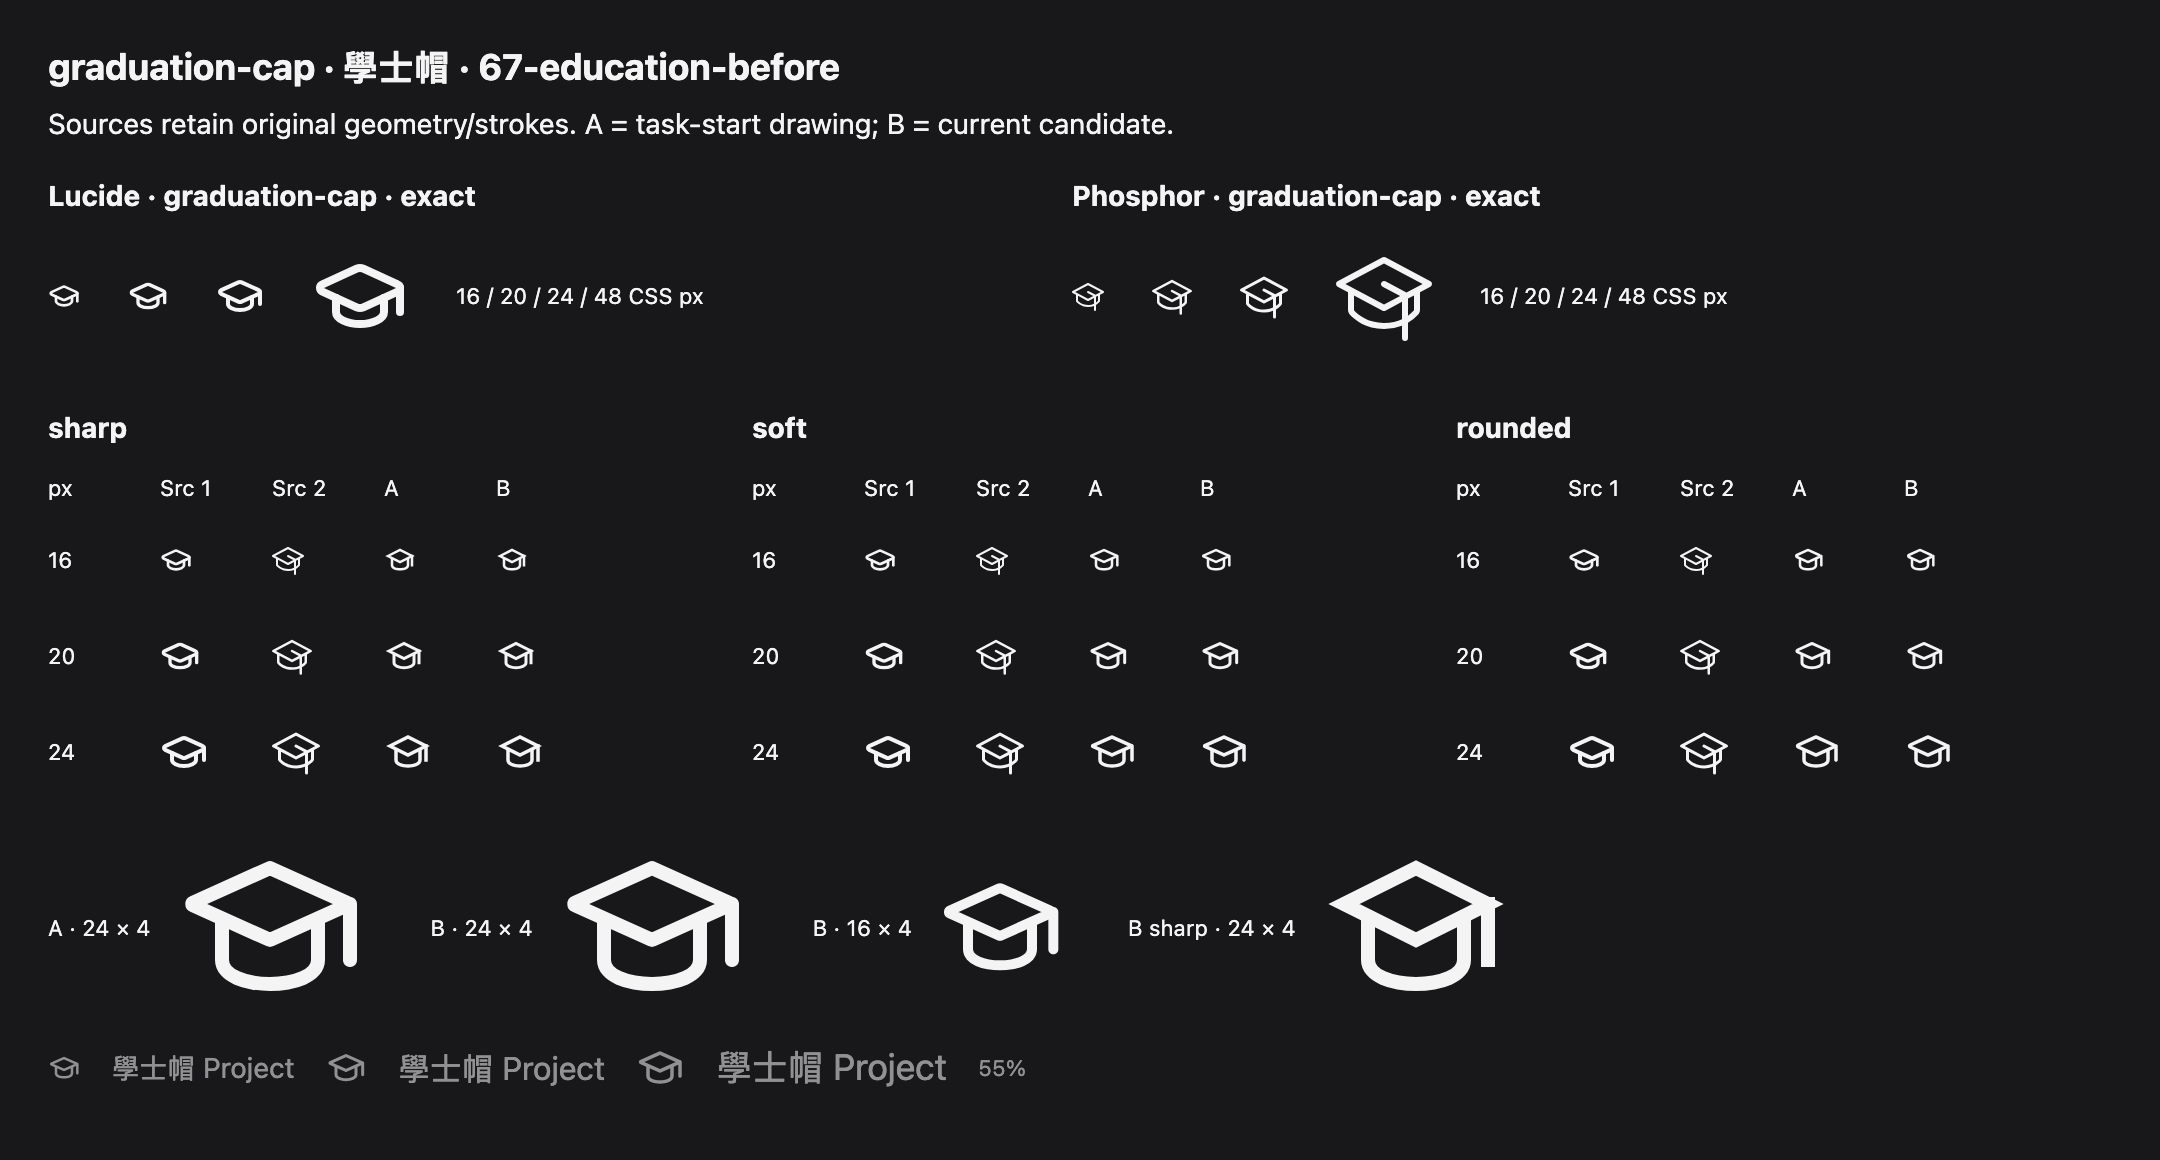 graduation-cap · 學士帽 · 67-education-before
Sources retain original geometry/strokes. A = task-start drawing; B = current candidate.
Lucide · graduation-cap · exact
16 / 20 / 24 / 48 CSS px
Phosphor · graduation-cap · exact
16 / 20 / 24 / 48 CSS px
sharp
px Src 1 Src 2 A B
16
20
24
soft
px Src 1 Src 2 A B
16
20
24
rounded
px Src 1 Src 2 A B
16
20
24
A · 24 × 4
B · 24 × 4
B · 16 × 4
B sharp · 24 × 4
學士帽 Project 學士帽 Project 學士帽 Project 55%